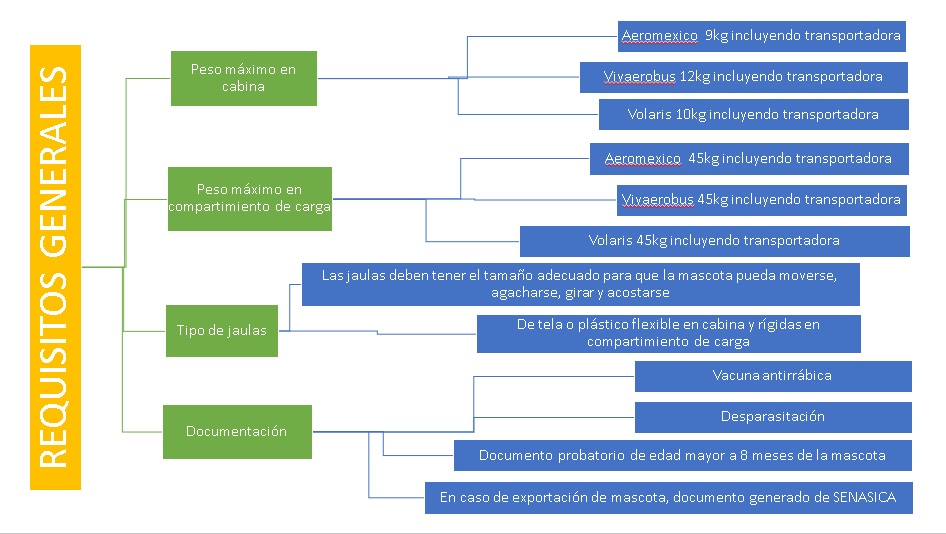 REQUISITOS GENERALES
Peso máximo en
cabina
Aeromexico 9kg incluyendo transportadora
Vivaerobus 12kg incluyendo transportadora
Volaris 10kg incluyendo transportadora
Peso máximo en
compartimiento de carga
Aeromexico 45kg incluyendo transportadora
Vivaerobus 45kg incluyendo transportadora
Volaris 45kg incluyendo transportadora
Tipo de jaulas
Las jaulas deben tener el tamaño adecuado para que la mascota pueda moverse,
agacharse, girar y acostarse
De tela o plástico flexible en cabina y rígidas en
compartimiento de carga
Documentación
Vacuna antirrábica
Desparasitación
Documento probatorio de edad mayor a 8 meses de la mascota
En caso de exportación de mascota, documento generado de SENASICA